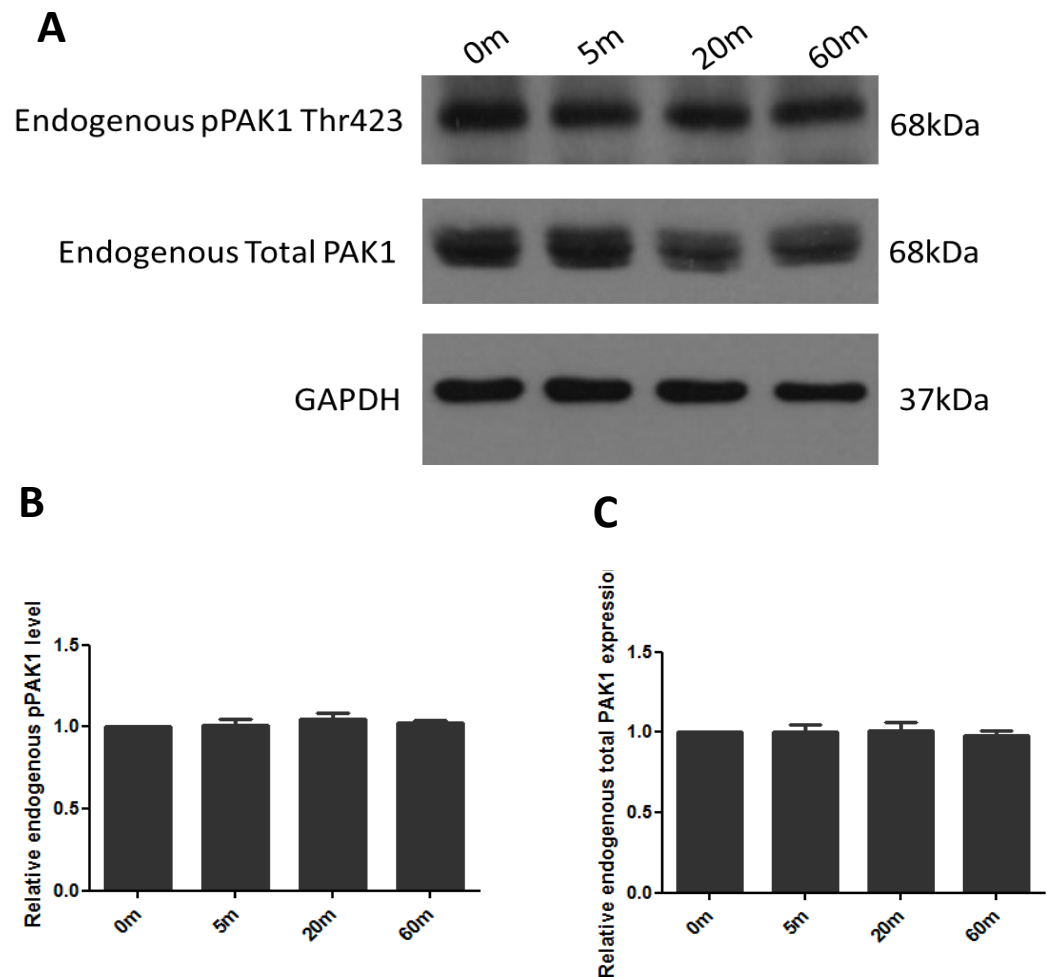 A
0m 5m 20m 60m
Endogenous pPAK1 Thr423 68kDa
Endogenous Total PAK1 68kDa
GAPDH 37kDa
B
Relative endogenous pPAK1 level
1.5
1.0
0.5
0.0
0m 5m 20m 60m
C
Relative endogenous total PAK1 expressio
1.5
1.0
0.5
0.0
0m 5m 20m 60m